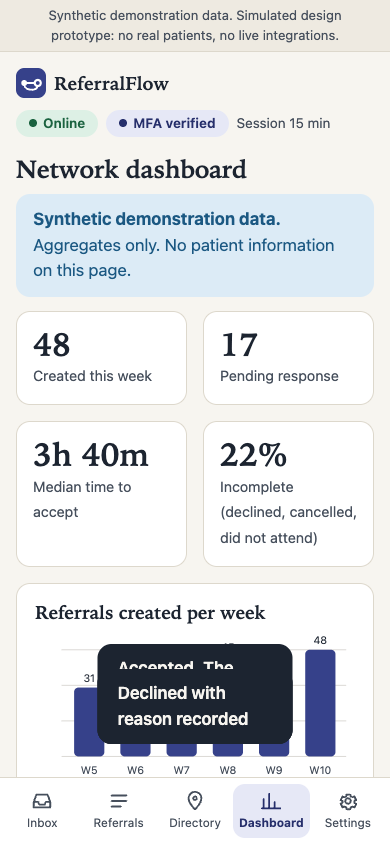 Synthetic demonstration data. Simulated design
prototype: no real patients, no live integrations.
ReferralFlow
Online
MFA verified
Session 15 min
Network dashboard
Synthetic demonstration data.
Aggregates only. No patient information
on this page.
48
Created this week
17
Pending response
3h 40m
Median time to
accept
22%
Incomplete
(declined, cancelled,
did not attend)
Referrals created per week
48
31
Accepted. The
Declined with
reason recorded
W5 W6 W7 W8 W9 W10
Inbox
Referrals
Directory
Dashboard
Settings